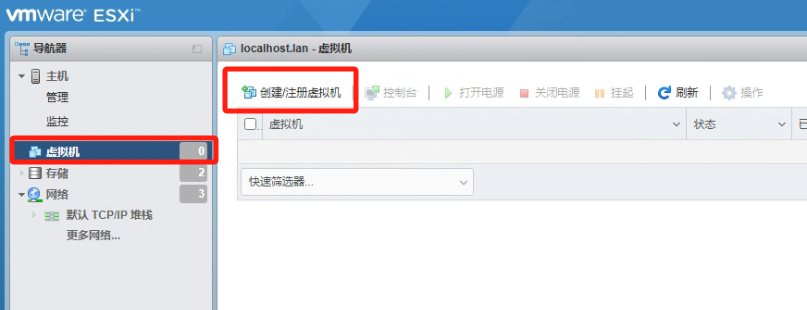 vmware ESXi™
导航器
主机
管理
监控
虚拟机 0
存储 2
网络 3
默认 TCP/IP 堆栈
更多网络...
localhost.lan - 虚拟机
创建/注册虚拟机 控制台 打开电源 关闭电源 挂起 刷新 操作
虚拟机 状态
快速筛选器...